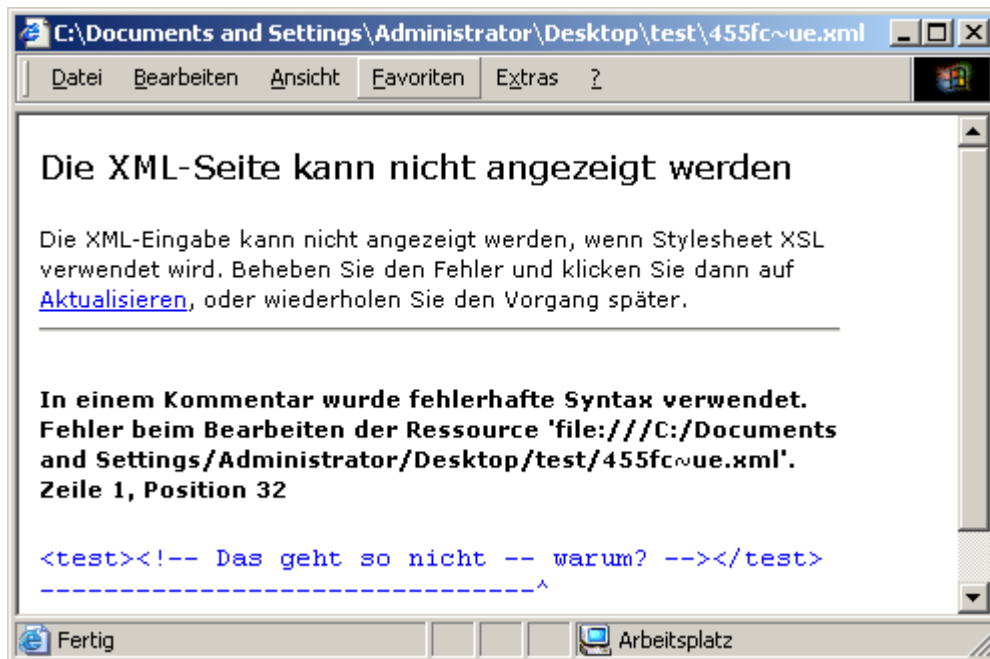 C:\Documents and Settings\Administrator\Desktop\test\455fc~ue.xml
Datei Bearbeiten Ansicht Favoriten Extras ?
Die XML-Seite kann nicht angezeigt werden
Die XML-Eingabe kann nicht angezeigt werden, wenn Stylesheet XSL
verwendet wird. Beheben Sie den Fehler und klicken Sie dann auf
Aktualisieren, oder wiederholen Sie den Vorgang später.
In einem Kommentar wurde fehlerhafte Syntax verwendet.
Fehler beim Bearbeiten der Ressource 'file:///C:/Documents
and Settings/Administrator/Desktop/test/455fc~ue.xml'.
Zeile 1, Position 32
<test><!-- Das geht so nicht -- warum? --></test>
-------------------------------^
Fertig Arbeitsplatz